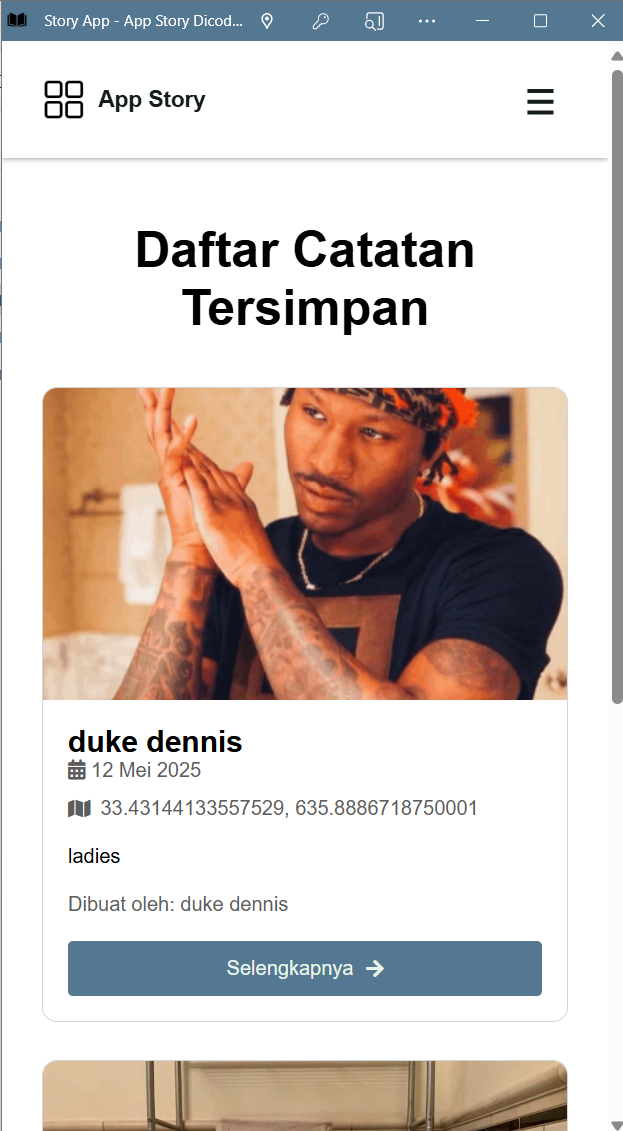 Story App - App Story Dicod...
App Story
Daftar Catatan
Tersimpan
duke dennis
12 Mei 2025
33.43144133557529, 635.8886718750001
ladies
Dibuat oleh: duke dennis
Selengkapnya